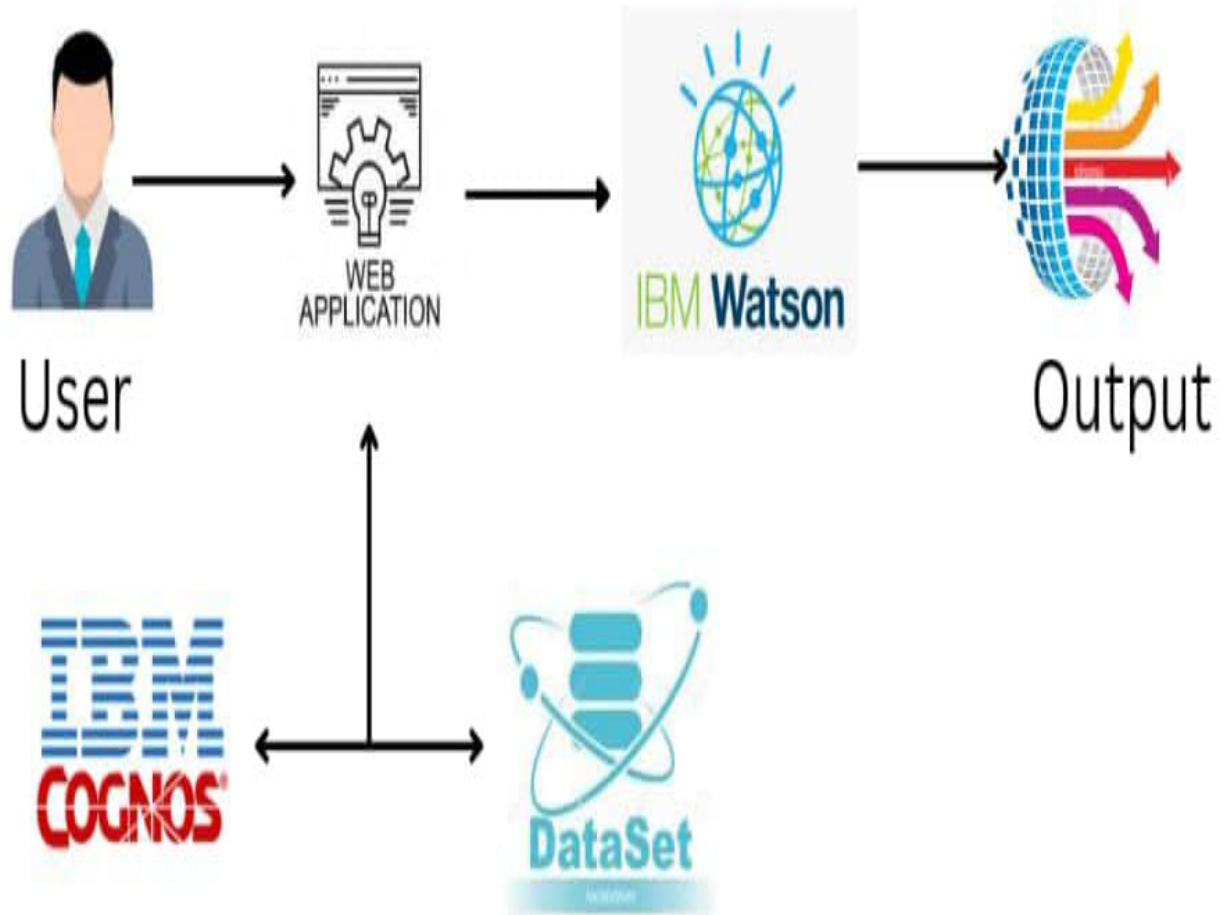 WEB
APPLICATION
IBM Watson
User
Output
IBM
COGNOS
DataSet